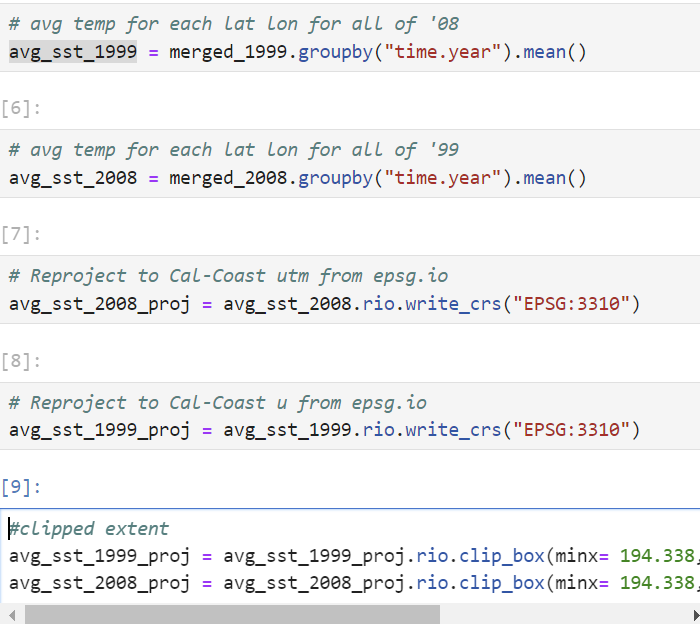 # avg temp for each lat lon for all of '08
avg_sst_1999 = merged_1999.groupby("time.year").mean()
[6]:
# avg temp for each lat lon for all of '99
avg_sst_2008 = merged_2008.groupby("time.year").mean()
[7]:
# Reproject to Cal-Coast utm from epsg.io
avg_sst_2008_proj = avg_sst_2008.rio.write_crs("EPSG:3310")
[8]:
# Reproject to Cal-Coast u from epsg.io
avg_sst_1999_proj = avg_sst_1999.rio.write_crs("EPSG:3310")
[9]:
#clipped extent
avg_sst_1999_proj = avg_sst_1999_proj.rio.clip_box(minx= 194.338,
avg_sst_2008_proj = avg_sst_2008_proj.rio.clip_box(minx= 194.338,